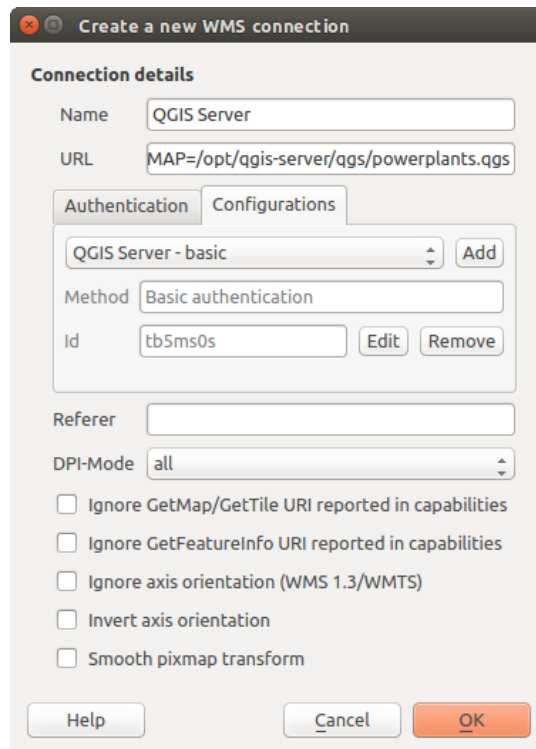 Create a new WMS connection
Connection details
Name QGIS Server
URL MAP=/opt/qgis-server/qgs/powerplants.qgs
Authentication Configurations
QGIS Server - basic Add
Method Basic authentication
Id tb5ms0s Edit Remove
Referer
DPI-Mode all
Ignore GetMap/GetTile URI reported in capabilities
Ignore GetFeatureInfo URI reported in capabilities
Ignore axis orientation (WMS 1.3/WMTS)
Invert axis orientation
Smooth pixmap transform
Help Cancel OK